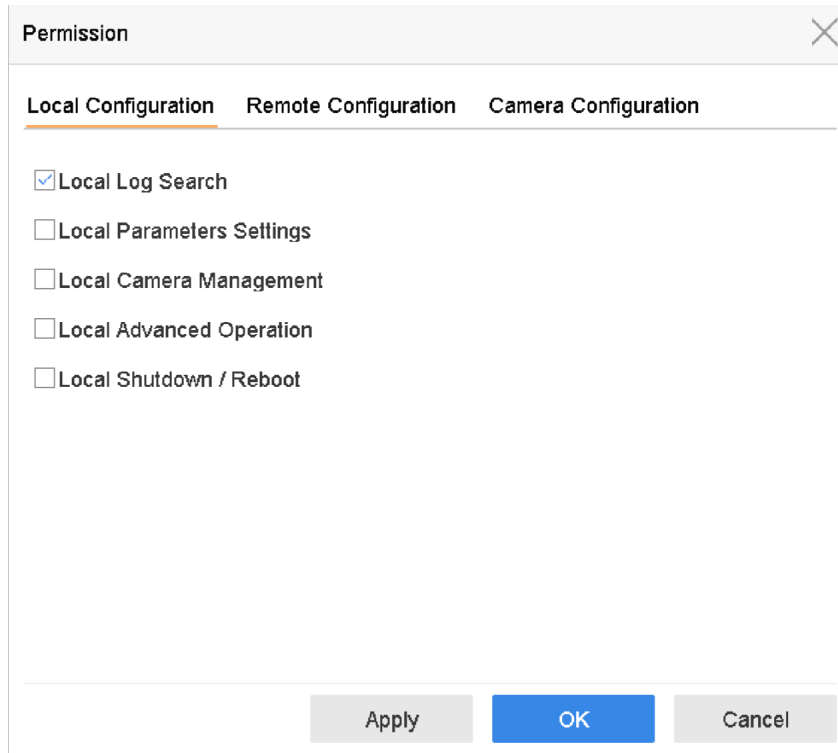 Permission
Local Configuration Remote Configuration Camera Configuration
Local Log Search
Local Parameters Settings
Local Camera Management
Local Advanced Operation
Local Shutdown / Reboot
Apply OK Cancel